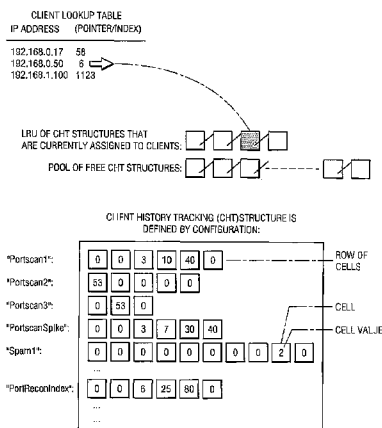 CLIENT LOOKUP TABLE
IP ADDRESS (POINTER/INDEX)
192.168.0.17 58
192.168.0.50 6
192.168.1.100 1123
LRU OF CHT STRUCTURES THAT
ARE CURRENTLY ASSIGNED TO CLIENTS:
POOL OF FREE CHT STRUCTURES:
CLIENT HISTORY TRACKING (CHT)STRUCTURE IS
DEFINED BY CONFIGURATION:
"Portscan1": 0 0 3 10 40 0 ROW OF
CELLS
"Portscan2": 53 0 0 0 0
"Portscan3": 0 53 0
"PortscanSpike": 0 0 3 7 30 40 CELL
CELL VALUE
"Spam1": 0 0 0 0 0 0 0 0 2 0
...
"PortReconIndex": 0 0 6 25 80 0
...
...